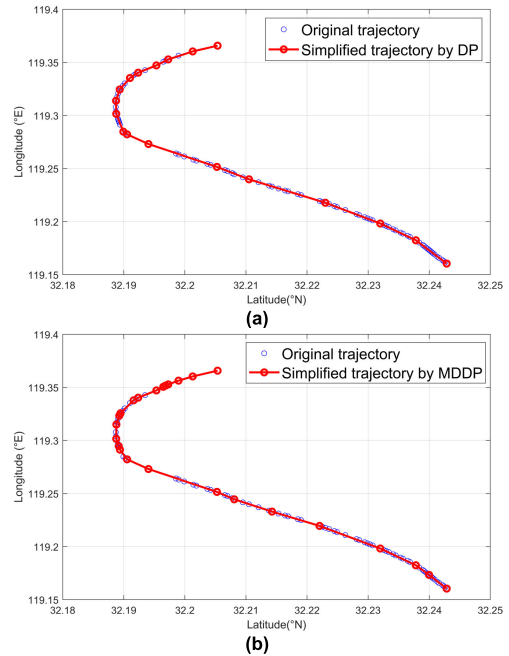 119.4
Original trajectory
Simplified trajectory by DP
119.35
119.3
Longitude (°E)
119.25
119.2
119.15
32.18 32.19 32.2 32.21 32.22 32.23 32.24 32.25
Latitude(°N)
(a)
119.4
Original trajectory
Simplified trajectory by MDDP
119.35
119.3
Longitude (°E)
119.25
119.2
119.15
32.18 32.19 32.2 32.21 32.22 32.23 32.24 32.25
Latitude(°N)
(b)